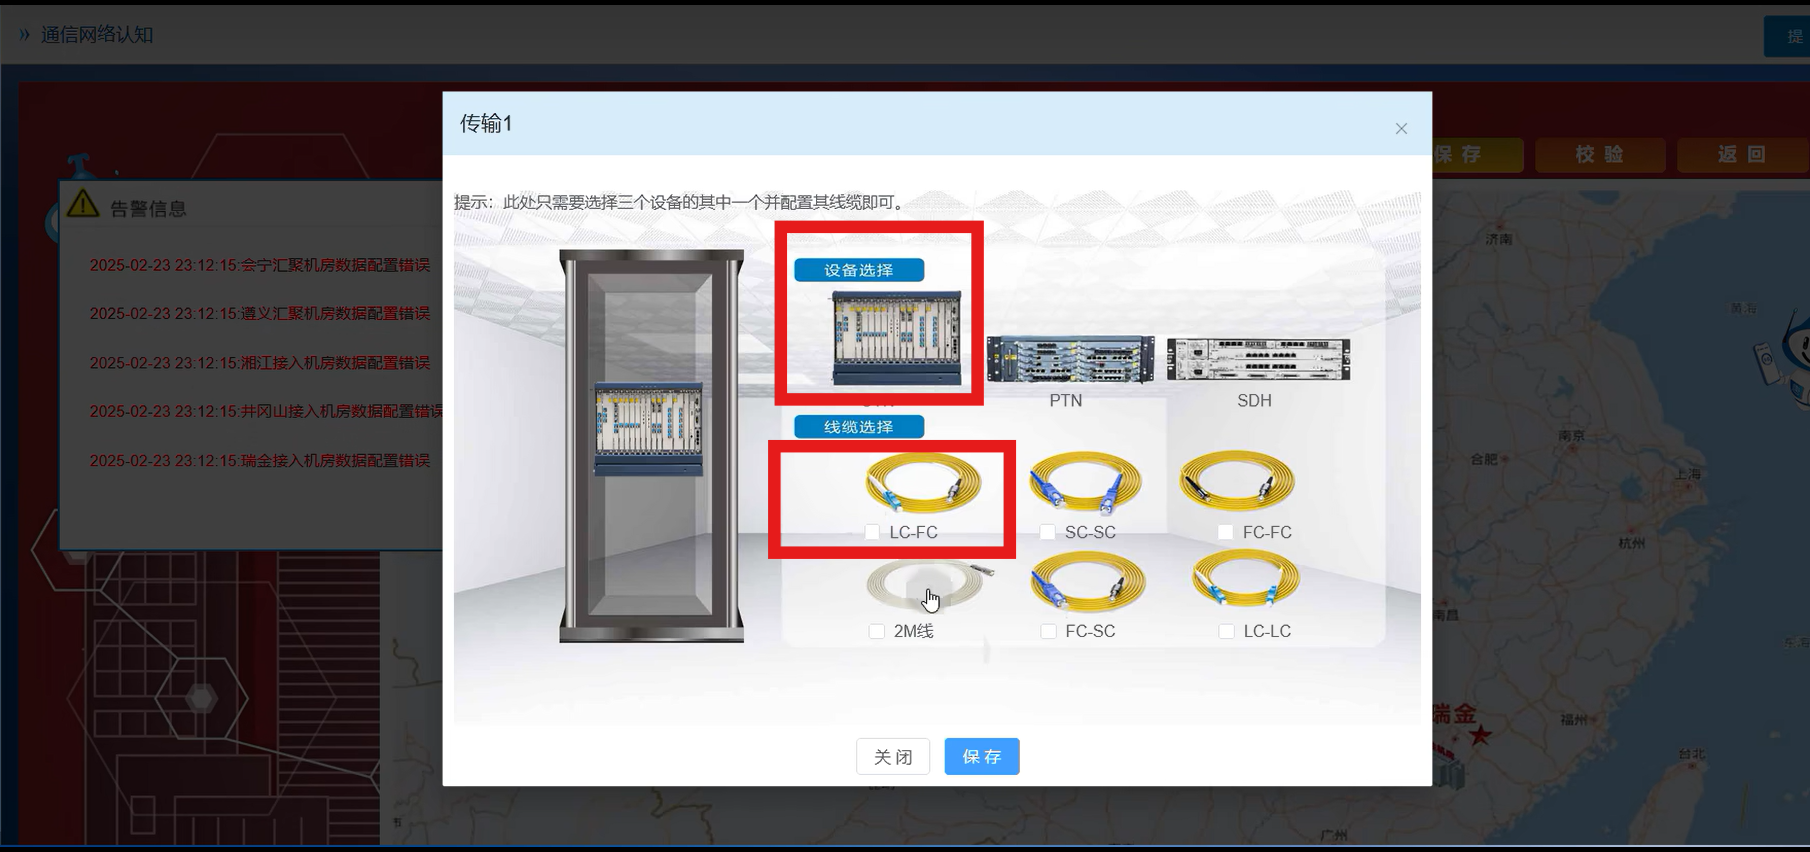 通信网络认知
提
传输1
保 存
校 验
返 回
告警信息
提示：此处只需要选择三个设备的其中一个并配置其线缆即可。
2025-02-23 23:12:15:会宁汇聚机房数据配置错误
2025-02-23 23:12:15:遵义汇聚机房数据配置错误
2025-02-23 23:12:15:湘江接入机房数据配置错误
2025-02-23 23:12:15:井冈山接入机房数据配置错误
2025-02-23 23:12:15:瑞金接入机房数据配置错误
设备选择
PTN
SDH
线缆选择
LC-FC
SC-SC
FC-FC
2M线
FC-SC
LC-LC
关 闭
保 存
济南
黄海
南京
合肥
上海
杭州
南昌
东海
瑞金
福州
台北
广州